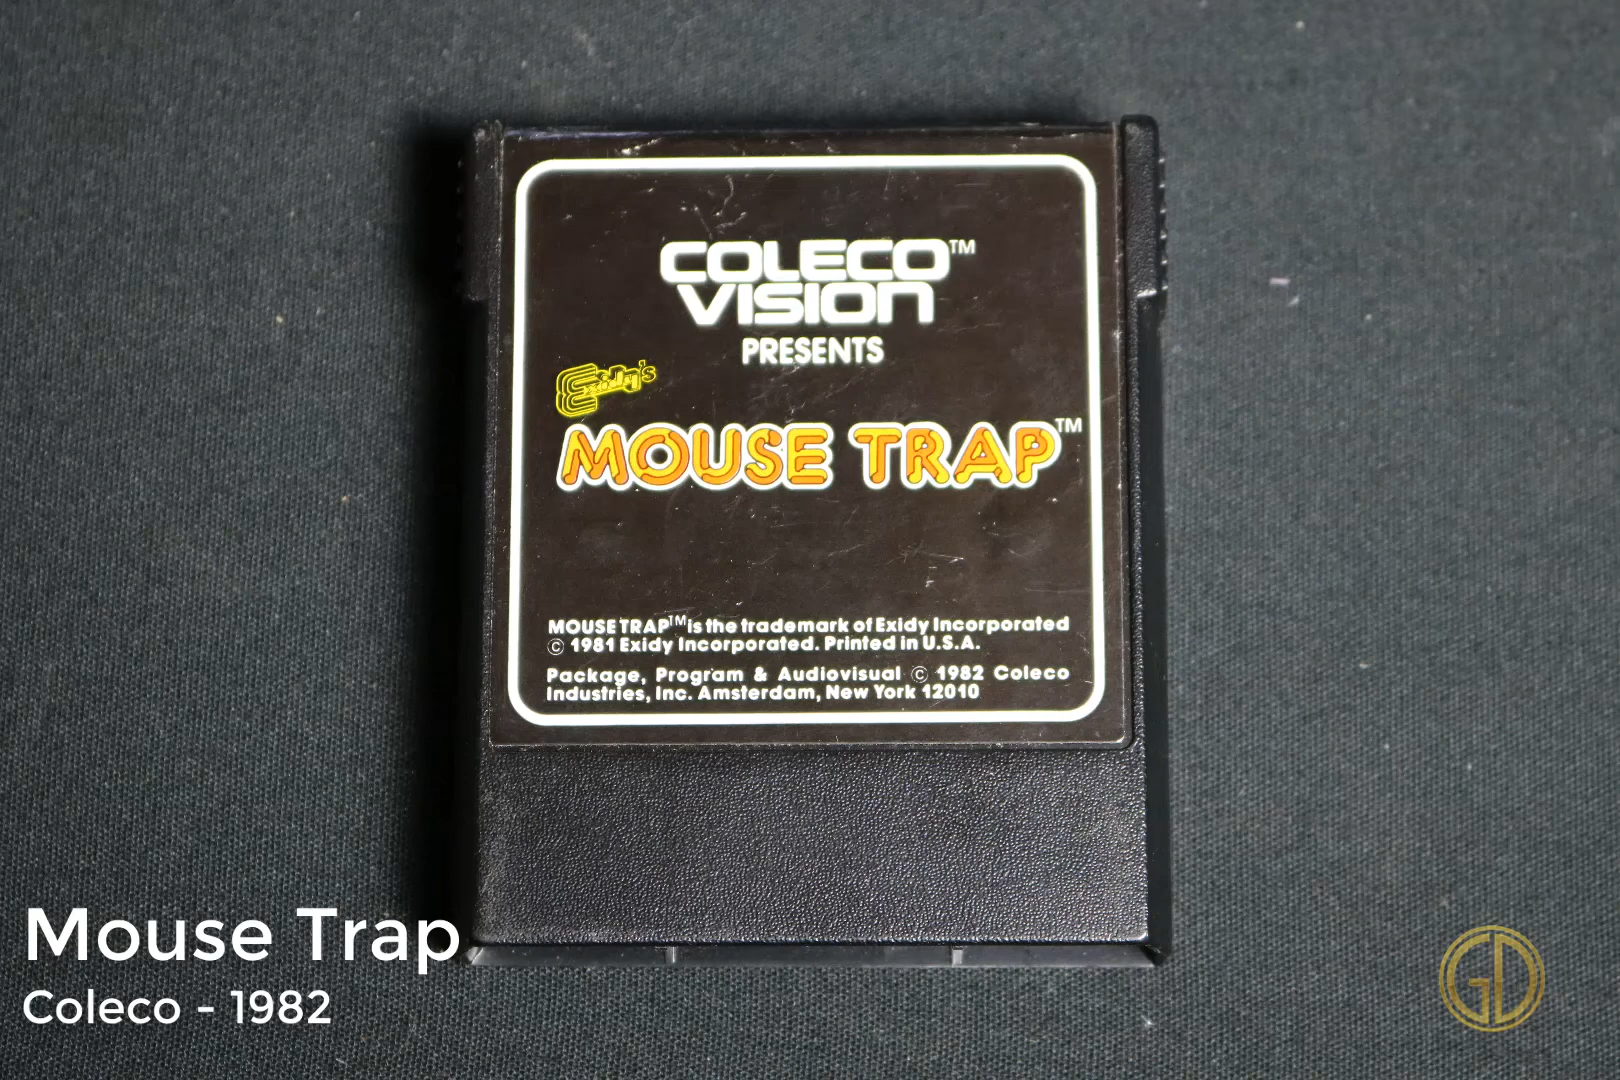 COLECO™
VISION
PRESENTS
Exidy's
MOUSE TRAP™
MOUSE TRAP™ is the trademark of Exidy Incorporated
© 1981 Exidy Incorporated. Printed in U.S.A.
Package, Program & Audiovisual © 1982 Coleco
Industries, Inc. Amsterdam, New York 12010
Mouse Trap
Coleco - 1982
GD